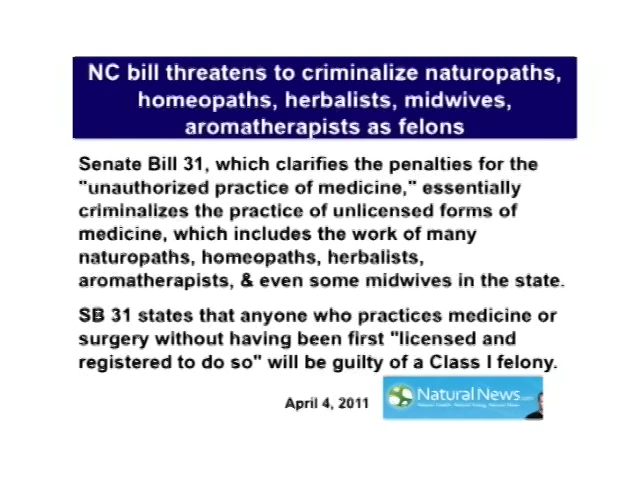 NC bill threatens to criminalize naturopaths,
homeopaths, herbalists, midwives,
aromatherapists as felons
Senate Bill 31, which clarifies the penalties for the
"unauthorized practice of medicine," essentially
criminalizes the practice of unlicensed forms of
medicine, which includes the work of many
naturopaths, homeopaths, herbalists,
aromatherapists, & even some midwives in the state.
SB 31 states that anyone who practices medicine or
surgery without having been first "licensed and
registered to do so" will be guilty of a Class I felony.
April 4, 2011
NaturalNews.com